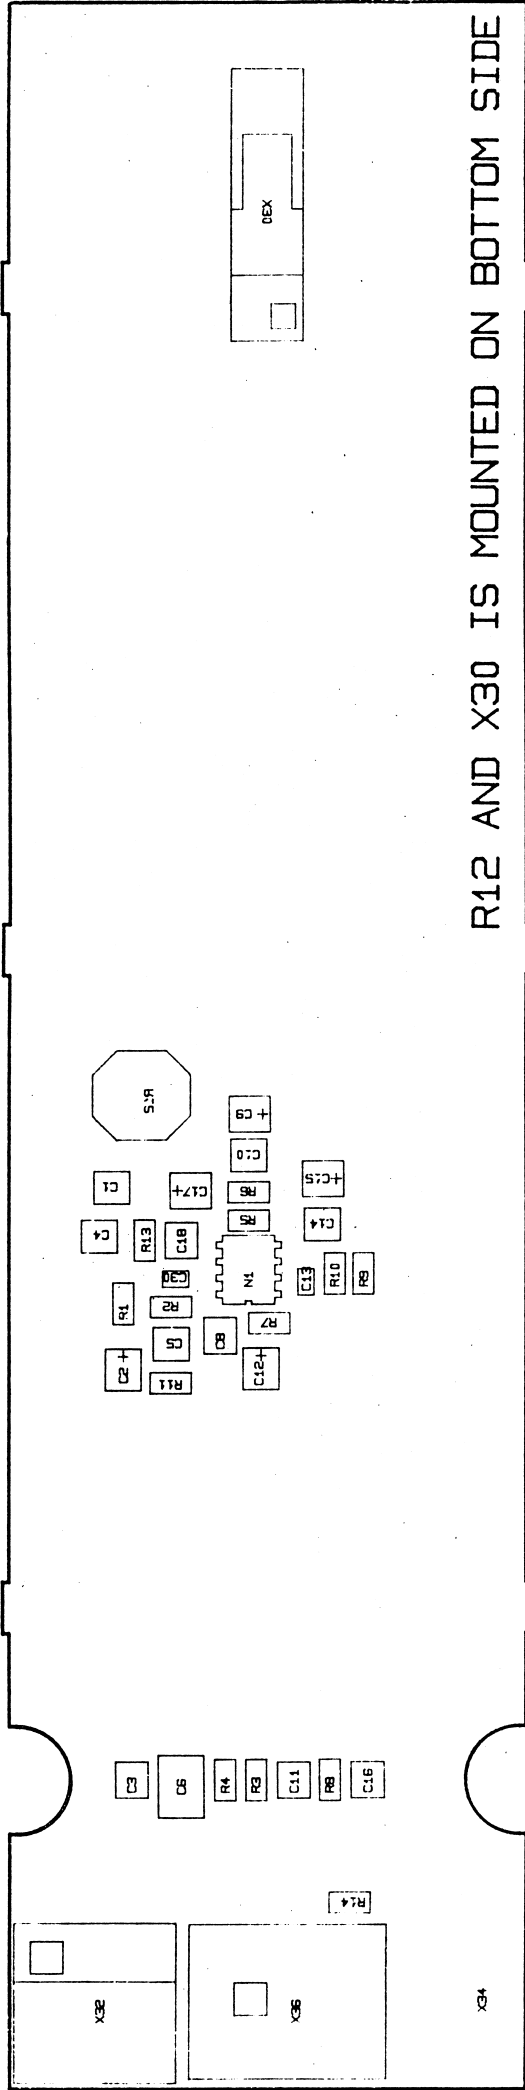 X30
R12
C9 +
C10
C1
C17+
R6
+C15
R5
C4
R13
C18
C14
N1
C30
C13
R10
R9
R1
R2
C5
C8
R7
C2 +
R11
C12+
R12 AND X30 IS MOUNTED ON BOTTOM SIDE
C3
C6
R4
R3
C11
R8
C16
R14
X32
X36
X34